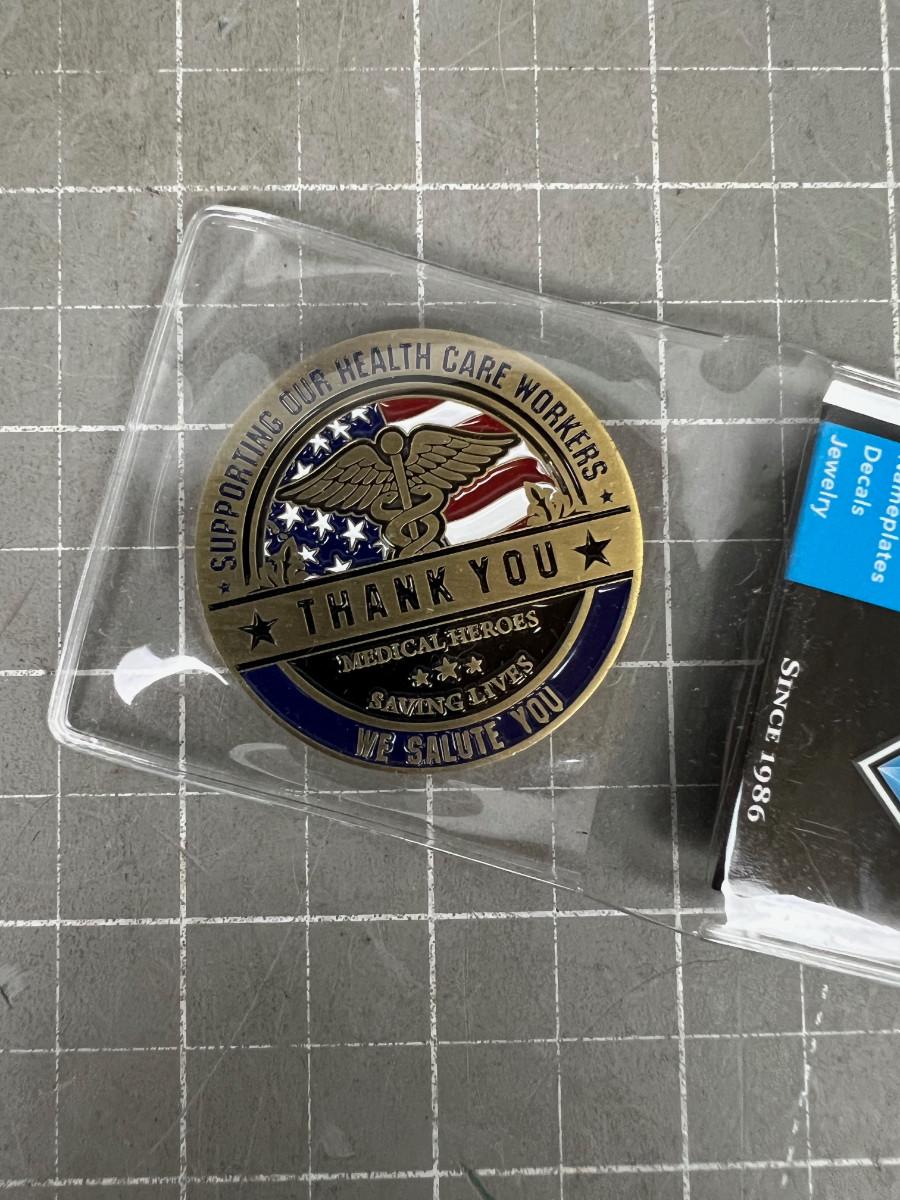 SUPPORTING OUR HEALTH CARE WORKERS
THANK YOU
MEDICAL HEROES
SAVING LIVES
WE SALUTE YOU
Nameplates
Decals
Jewelry
SINCE 1986